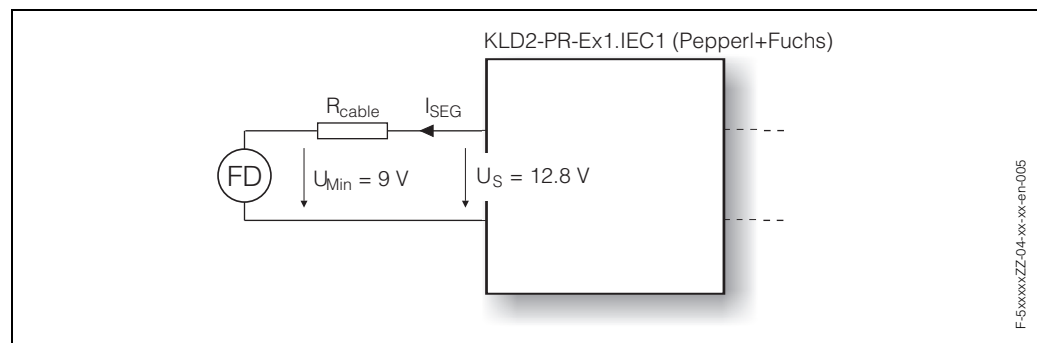 KLD2-PR-Ex1.IEC1 (Pepperl+Fuchs)
Rcable
ISEG
FD
UMin = 9 V
US = 12.8 V
F-5xxxxxZZ-04-xx-xx-en-005